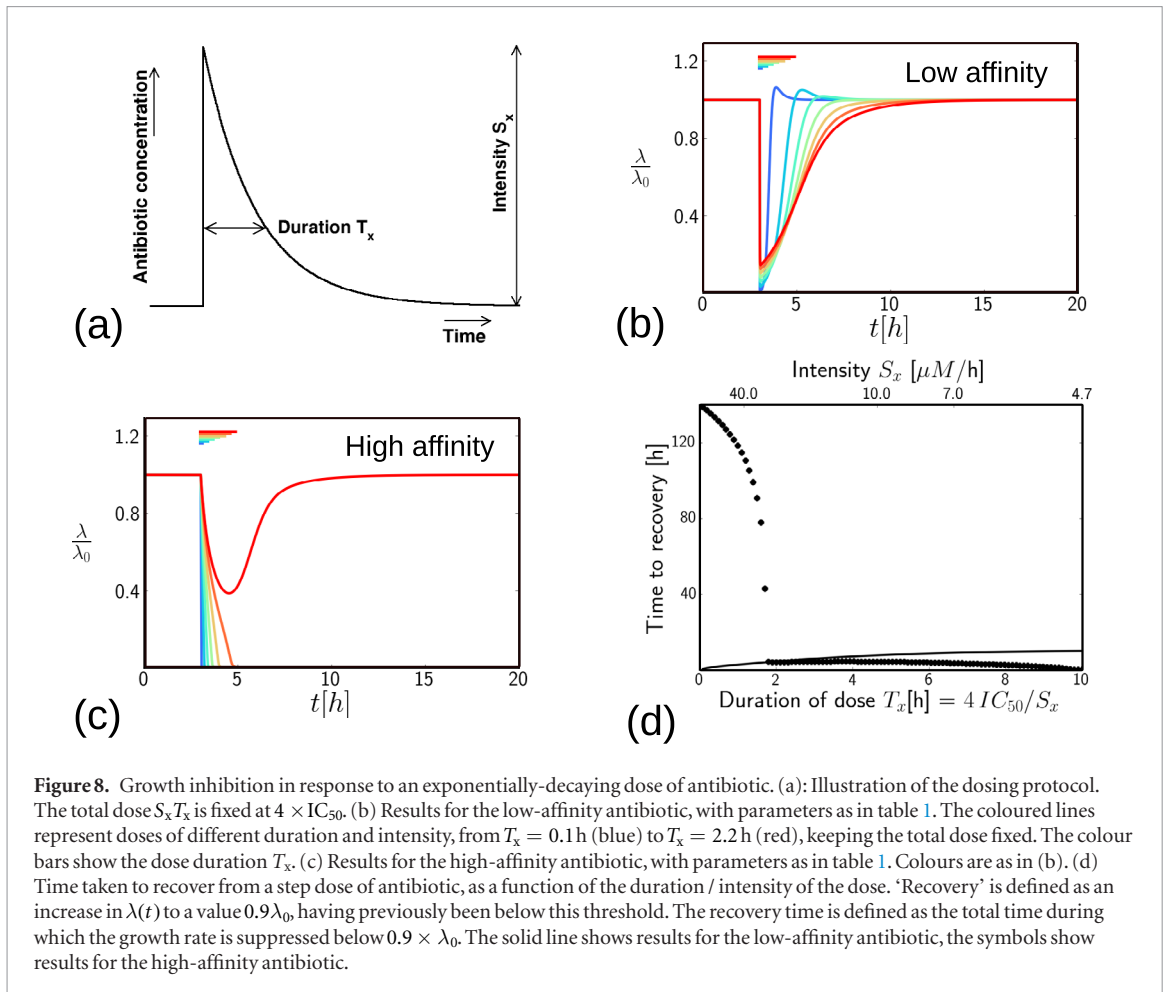 Antibiotic concentration
Intensity Sx
Duration Tx
Time
(a)
1.2
0.8
0.4
λ/λ0
Low affinity
0 5 10 15 20
t[h]
(b)
1.2
0.8
0.4
λ/λ0
High affinity
0 5 10 15 20
t[h]
(c)
Intensity Sx [μM/h]
40.0 10.0 7.0 4.7
120
80
40
Time to recovery [h]
0 2 4 6 8 10
Duration of dose Tx[h] = 4 IC50/Sx
(d)
Figure 8. Growth inhibition in response to an exponentially-decaying dose of antibiotic. (a): Illustration of the dosing protocol.
The total dose SxTx is fixed at 4 × IC50. (b) Results for the low-affinity antibiotic, with parameters as in table 1. The coloured lines
represent doses of different duration and intensity, from Tx = 0.1 h (blue) to Tx = 2.2 h (red), keeping the total dose fixed. The colour
bars show the dose duration Tx. (c) Results for the high-affinity antibiotic, with parameters as in table 1. Colours are as in (b). (d)
Time taken to recover from a step dose of antibiotic, as a function of the duration / intensity of the dose. ‘Recovery’ is defined as an
increase in λ(t) to a value 0.9λ0, having previously been below this threshold. The recovery time is defined as the total time during
which the growth rate is suppressed below 0.9 × λ0. The solid line shows results for the low-affinity antibiotic, the symbols show
results for the high-affinity antibiotic.